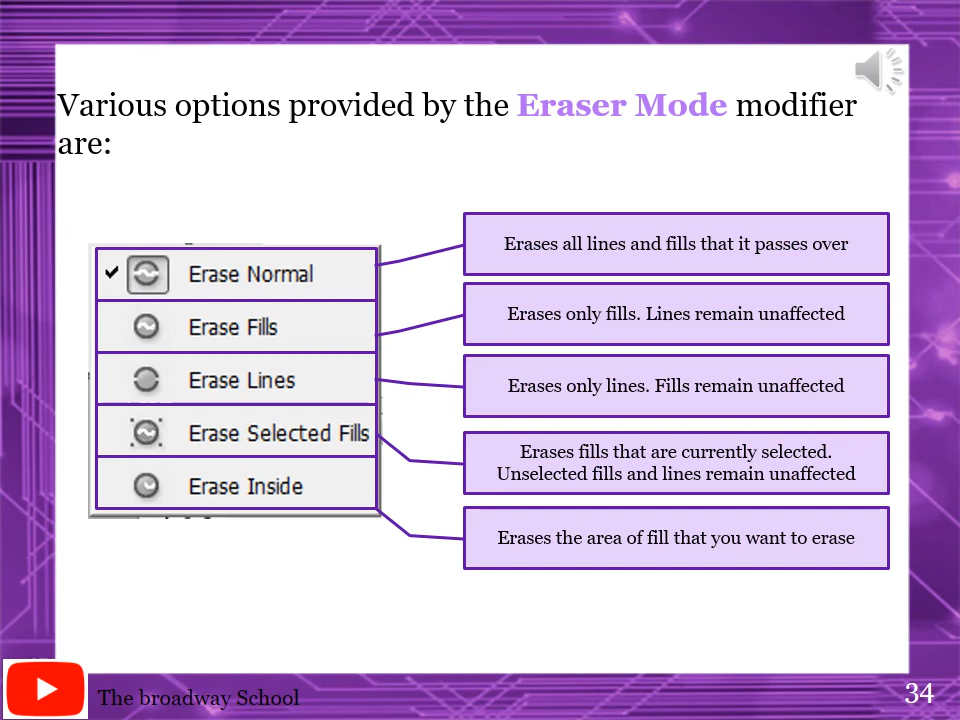 Various options provided by the Eraser Mode modifier
are:
Erase Normal
Erases all lines and fills that it passes over
Erase Fills
Erases only fills. Lines remain unaffected
Erase Lines
Erases only lines. Fills remain unaffected
Erase Selected Fills
Erases fills that are currently selected.
Unselected fills and lines remain unaffected
Erase Inside
Erases the area of fill that you want to erase
The broadway School
34